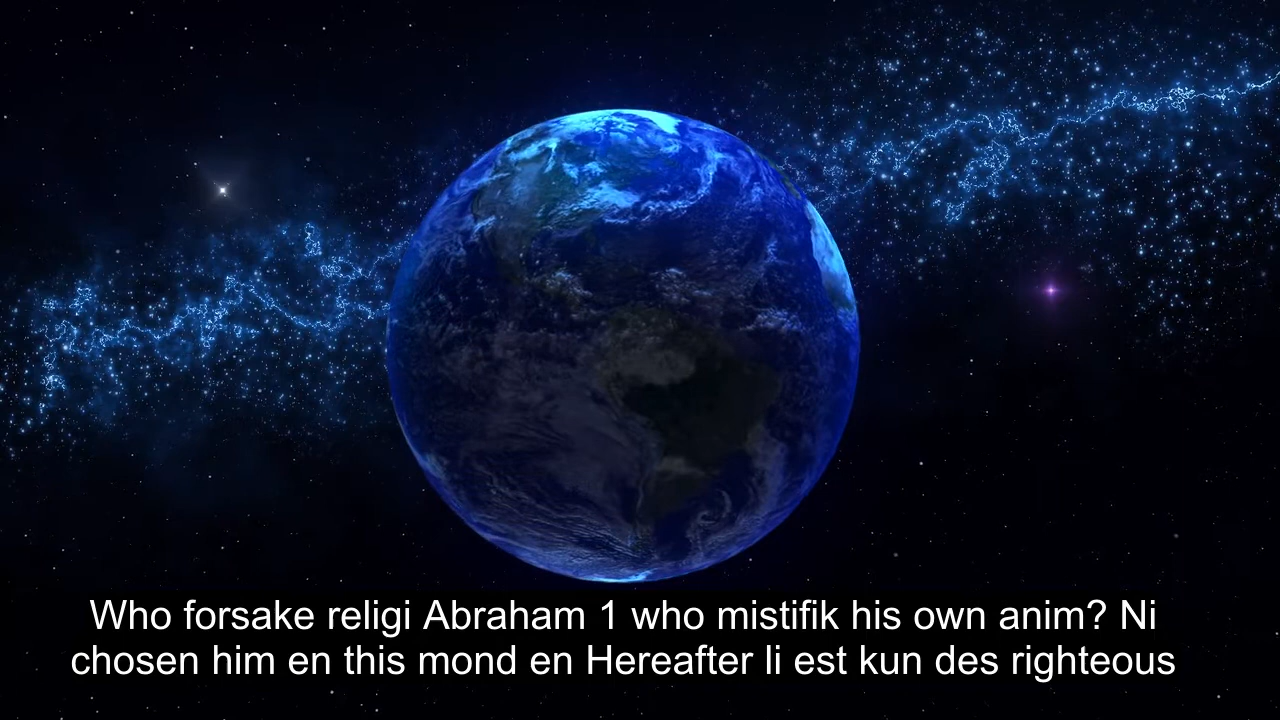 Who forsake religi Abraham 1 who mistifik his own anim? Ni
chosen him en this mond en Hereafter li est kun des righteous